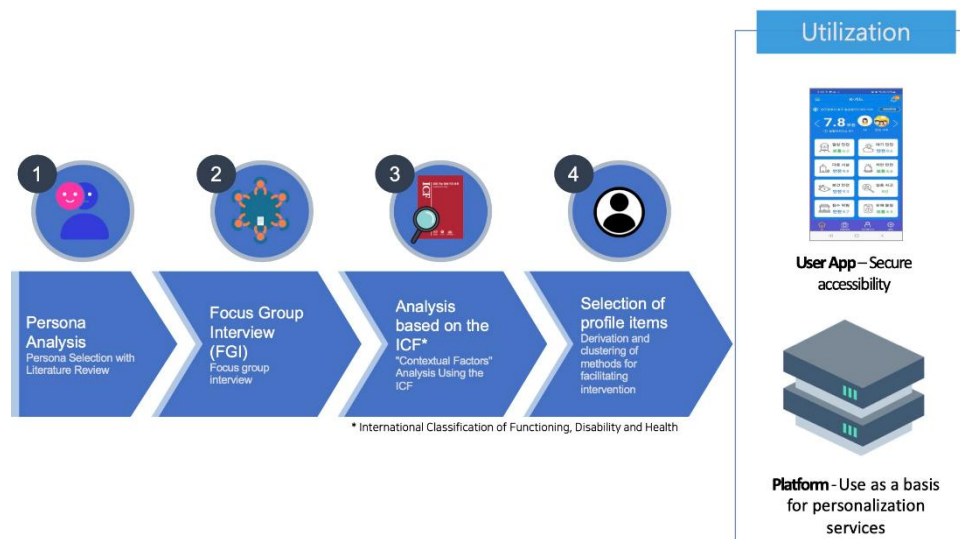 Utilization
1
2
3
4
ICF
7.8
Persona
Analysis
Persona Selection with
Literature Review
Focus Group
Interview
(FGI)
Focus group
interview
Analysis
based on the
ICF*
"Contextual Factors"
Analysis Using the
ICF
Selection of
profile items
Derivation and
clustering of
methods for
facilitating
intervention
* International Classification of Functioning, Disability and Health
User App – Secure
accessibility
Platform - Use as a basis
for personalization
services